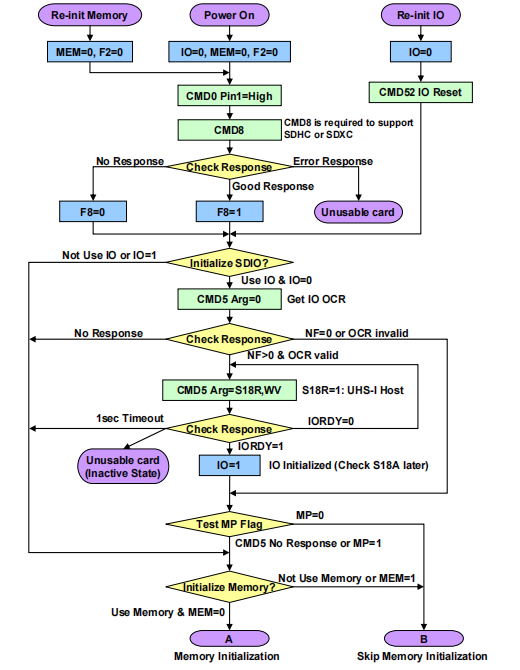 Re-init Memory
Power On
Re-init IO
MEM=0, F2=0
IO=0, MEM=0, F2=0
IO=0
CMD0 Pin1=High
CMD52 IO Reset
CMD8
CMD8 is required to support
SDHC or SDXC
No Response
Check Response
Error Response
Good Response
F8=0
F8=1
Unusable card
Not Use IO or IO=1
Initialize SDIO?
Use IO & IO=0
CMD5 Arg=0
Get IO OCR
No Response
Check Response
NF=0 or OCR invalid
NF>0 & OCR valid
CMD5 Arg=S18R,WV
S18R=1: UHS-I Host
1sec Timeout
Check Response
IORDY=0
IORDY=1
Unusable card
(Inactive State)
IO=1
IO Initialized (Check S18A later)
Test MP Flag
MP=0
CMD5 No Response or MP=1
Initialize Memory?
Not Use Memory or MEM=1
Use Memory & MEM=0
A
B
Memory Initialization
Skip Memory Initialization